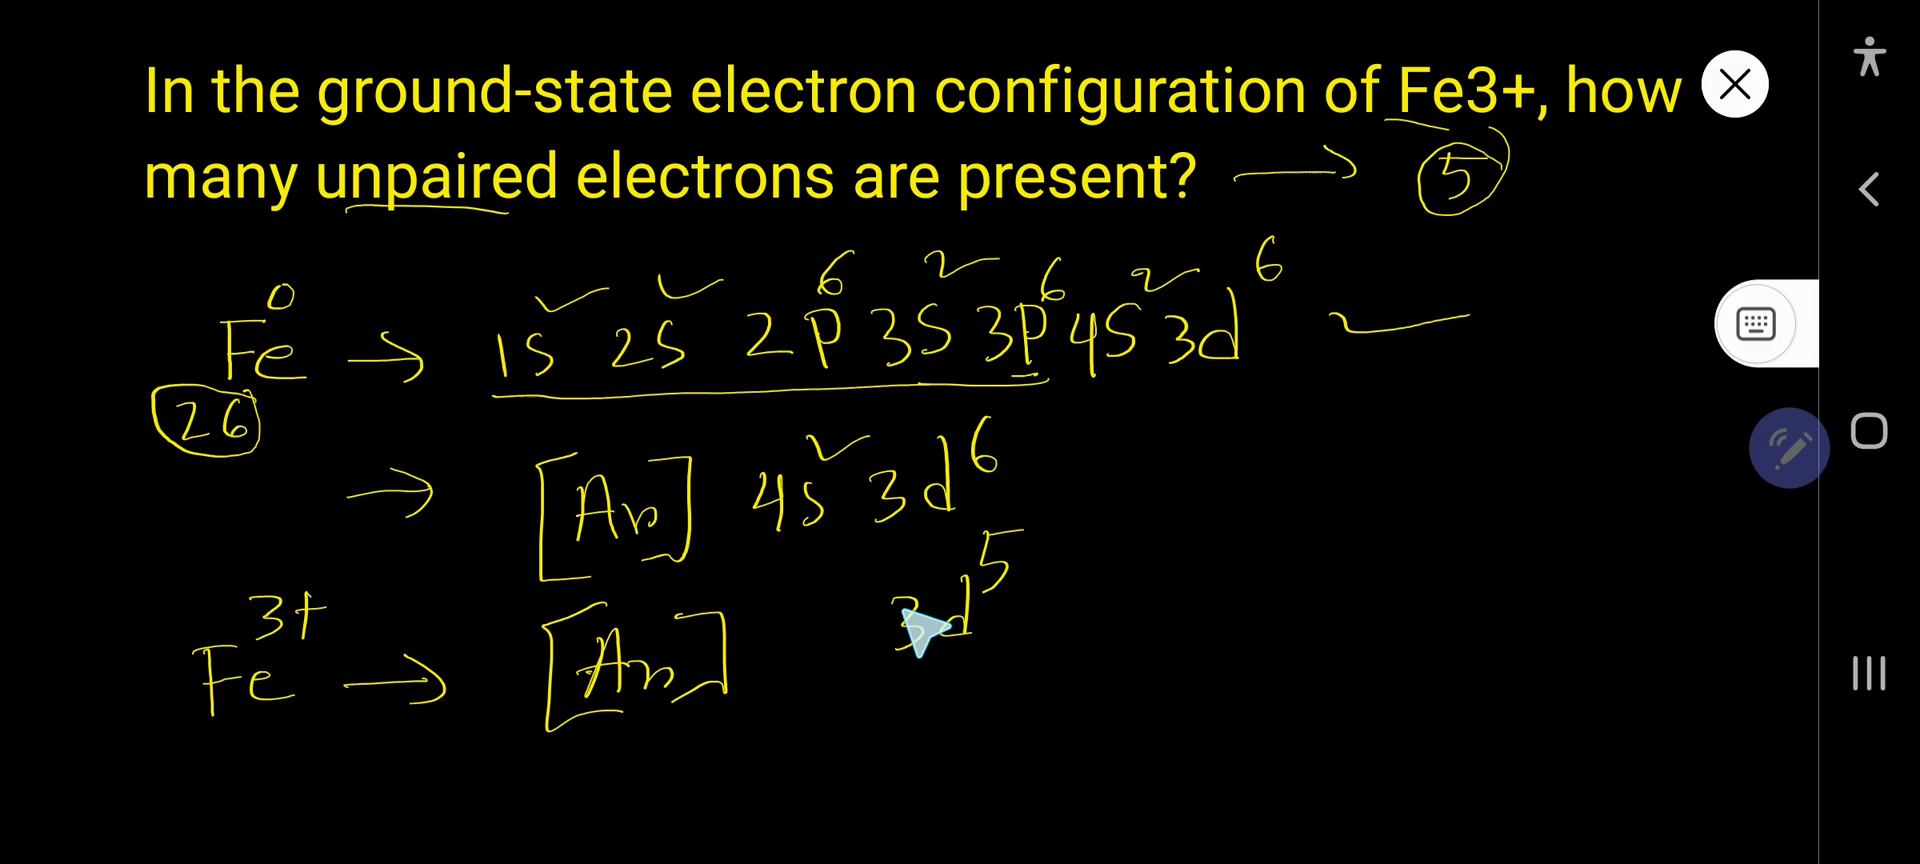 In the ground-state electron configuration of Fe3+, how
many unpaired electrons are present? → 5
Fe⁰ → 1s² 2s² 2p⁶ 3s² 3p⁶ 4s² 3d⁶
26
→ [Ar] 4s² 3d⁶
Fe³⁺ → [Ar] 3d⁵